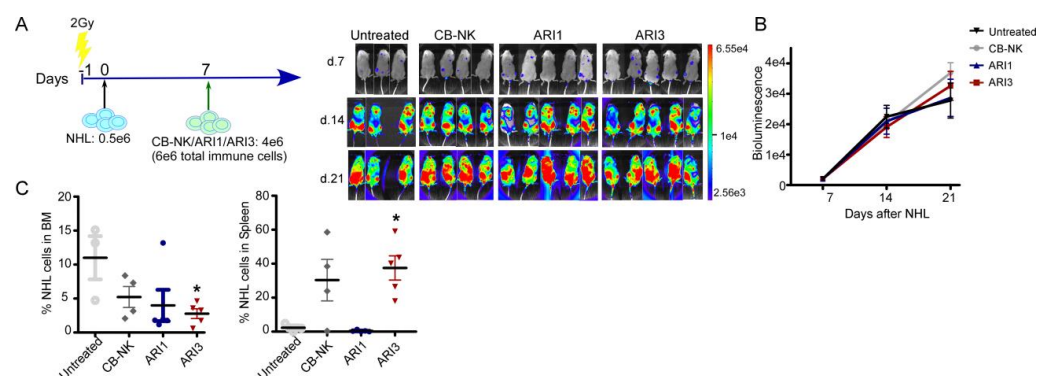 A
2Gy
Days
-1
0
7
NHL: 0.5e6
CB-NK/ARI1/ARI3: 4e6
(6e6 total immune cells)
Untreated
CB-NK
ARI1
ARI3
d.7
d.14
d.21
6.55e4
1e4
2.56e3
B
Bioluminescence
4e4
3e4
2e4
1e4
0
7
14
21
Days after NHL
Untreated
CB-NK
ARI1
ARI3
C
% NHL cells in BM
20
15
10
5
0
*
Untreated
CB-NK
ARI1
ARI3
% NHL cells in Spleen
80
60
40
20
0
*
Untreated
CB-NK
ARI1
ARI3